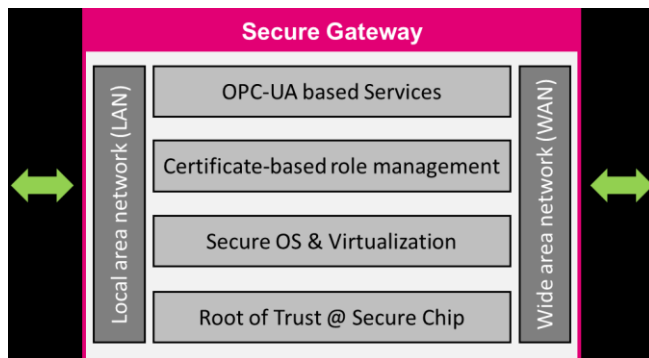 Secure Gateway
Local area network (LAN)
OPC-UA based Services
Certificate-based role management
Secure OS & Virtualization
Root of Trust @ Secure Chip
Wide area network (WAN)